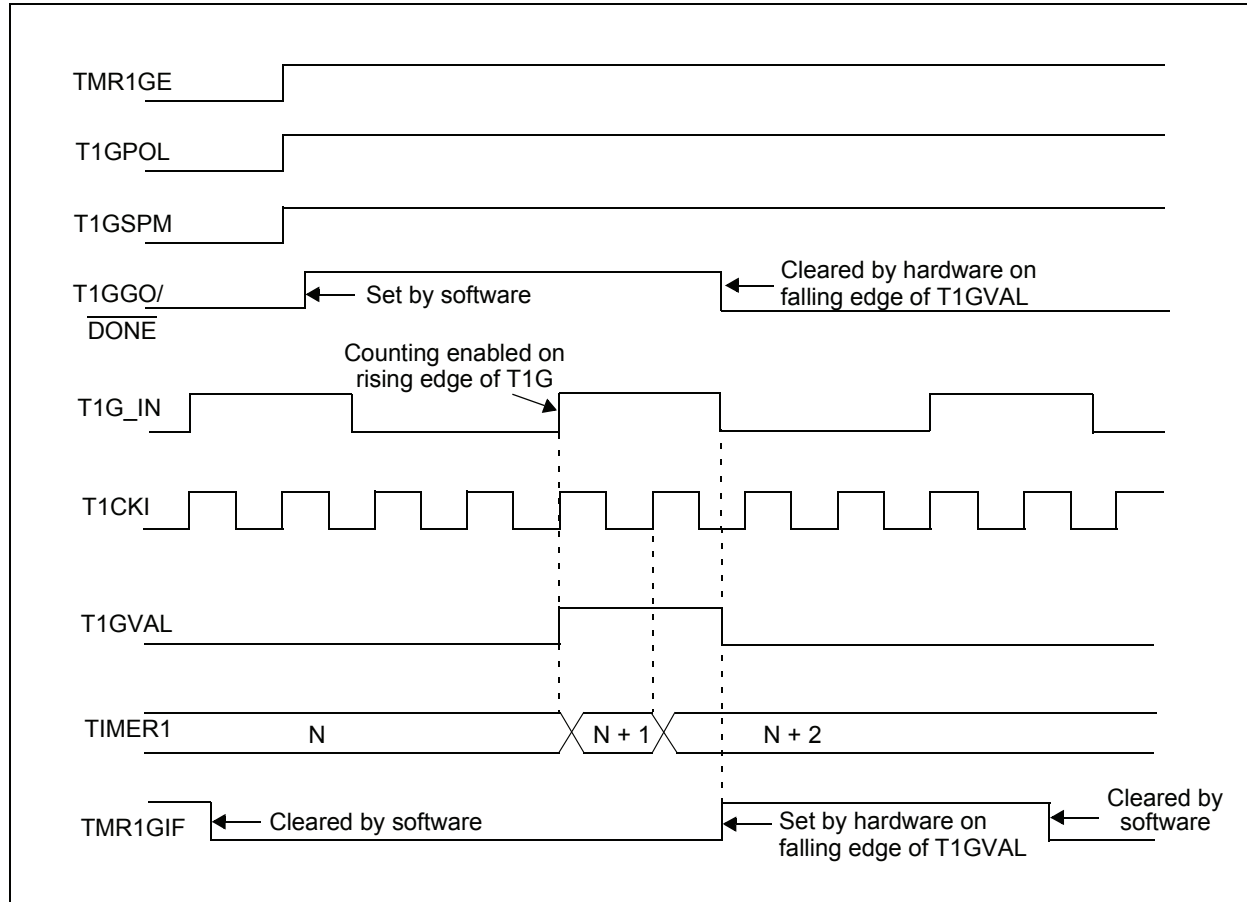 TMR1GE
T1GPOL
T1GSPM
T1GGO/
DONE
Set by software
Cleared by hardware on
falling edge of T1GVAL
Counting enabled on
rising edge of T1G
T1G_IN
T1CKI
T1GVAL
TIMER1
N
N + 1
N + 2
TMR1GIF
Cleared by software
Set by hardware on
falling edge of T1GVAL
Cleared by
software